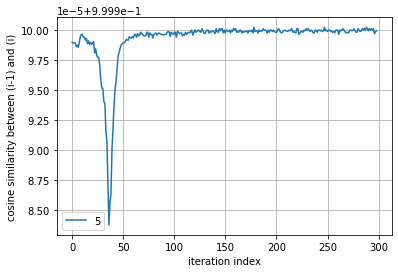 1e−5+9.999e−1
10.00
9.75
9.50
9.25
9.00
8.75
8.50
cosine similarity between (i-1) and (i)
5
0 50 100 150 200 250 300
iteration index